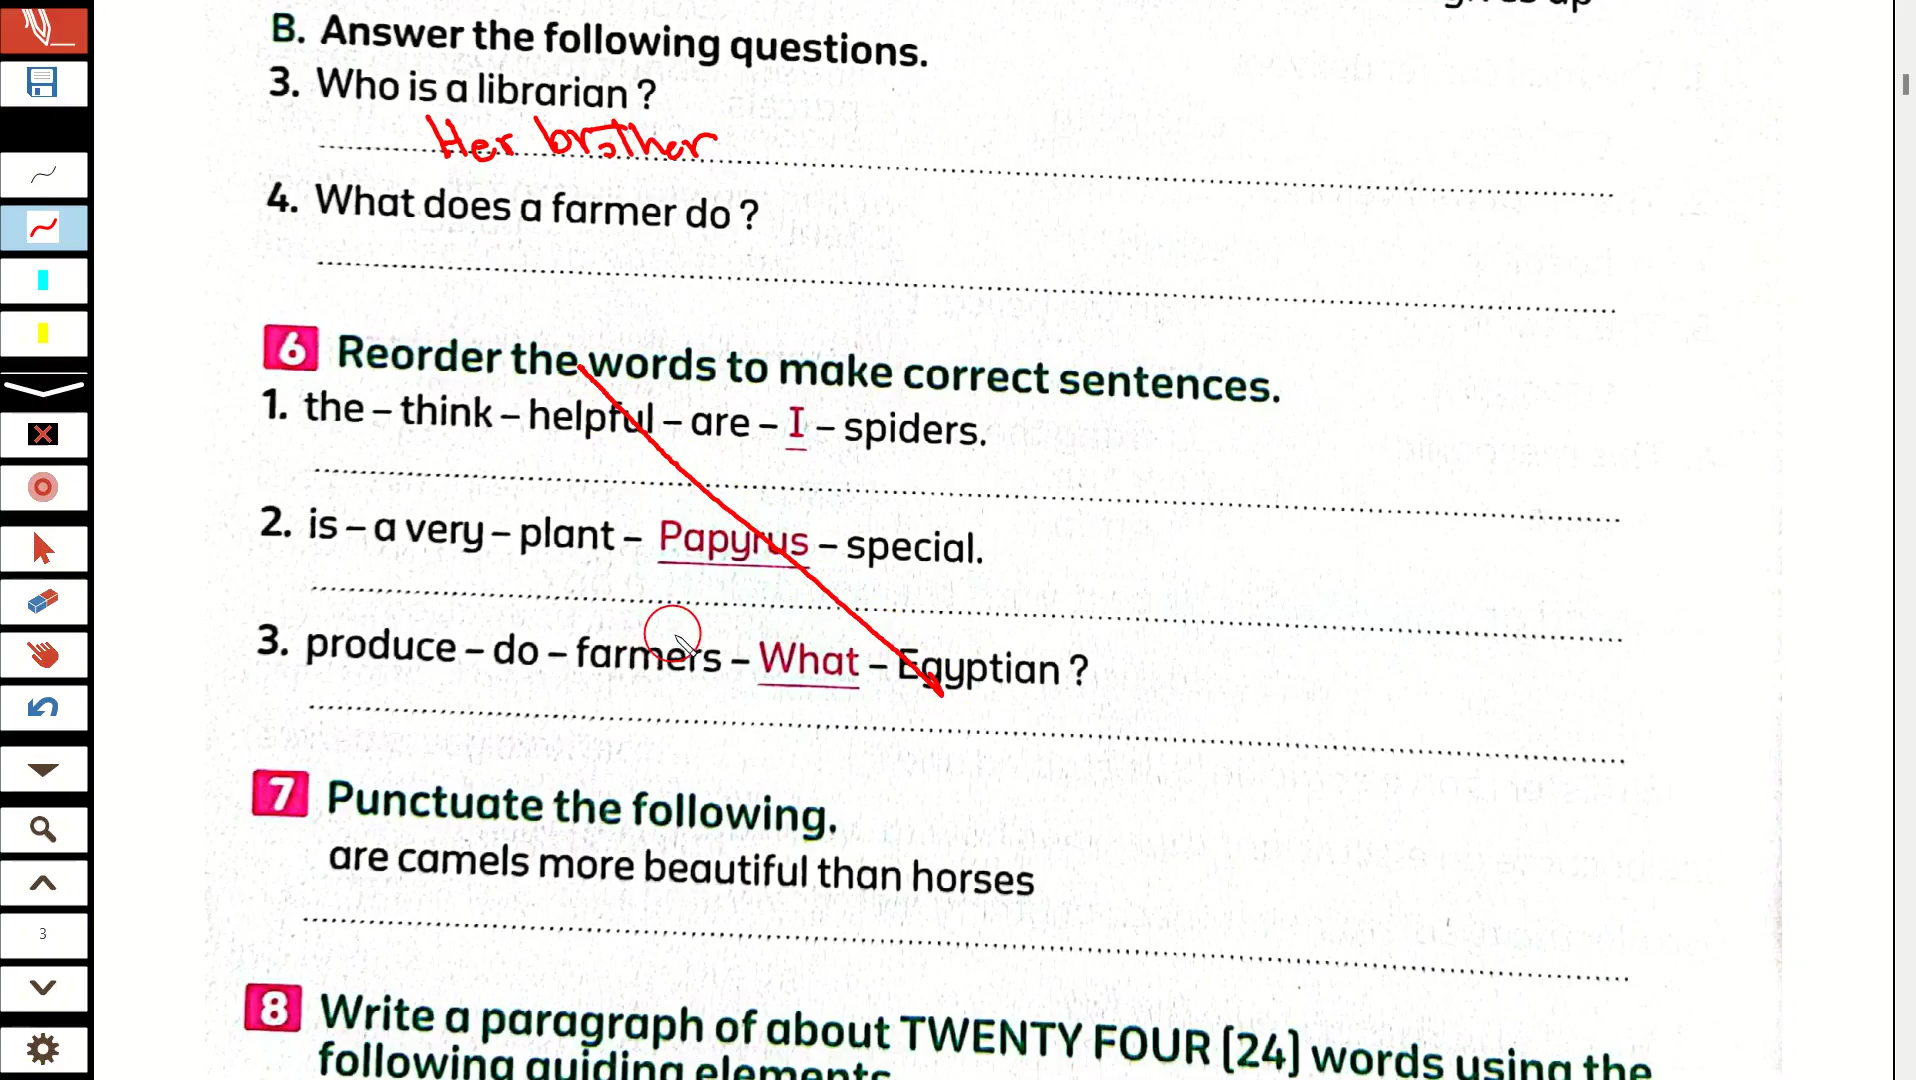 B. Answer the following questions.
3. Who is a librarian ?
Her brother
4. What does a farmer do ?
6 Reorder the words to make correct sentences.
1. the – think – helpful – are – I – spiders.
2. is – a very – plant – Papyrus – special.
3. produce – do – farmers – What – Egyptian ?
7 Punctuate the following.
are camels more beautiful than horses
3
8 Write a paragraph of about TWENTY FOUR (24) words using the
following guiding elements